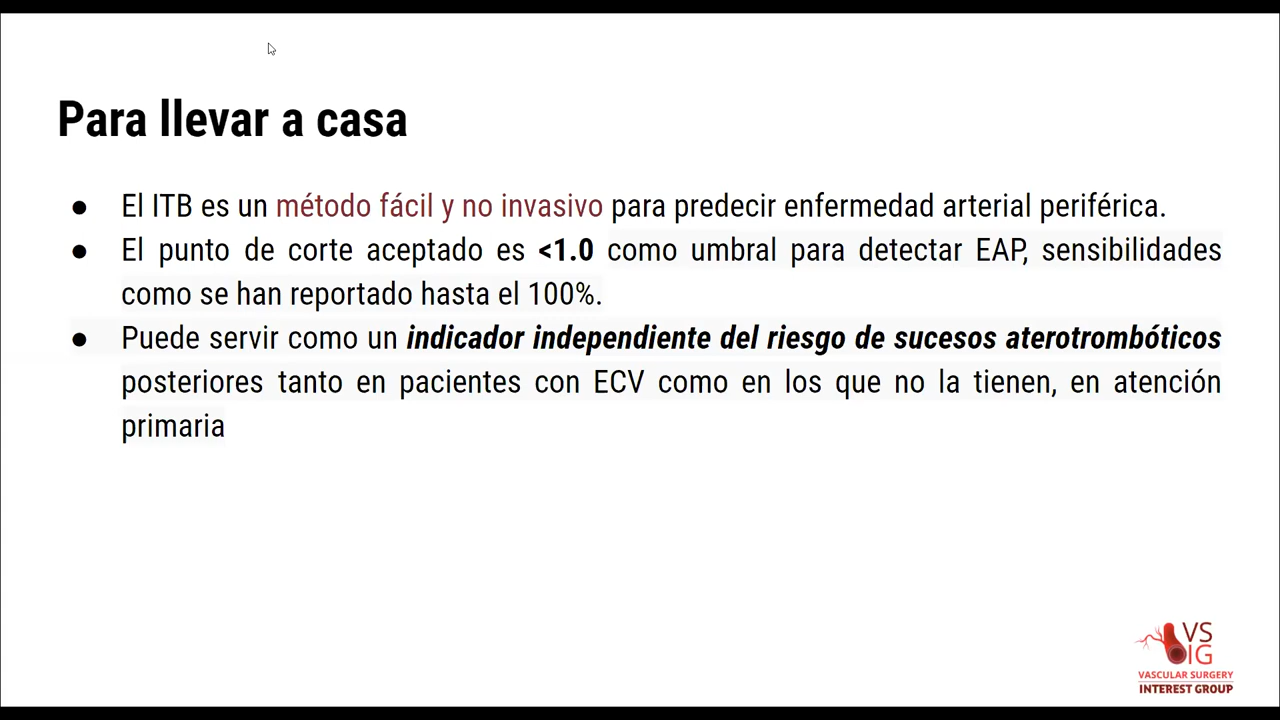 Para llevar a casa
● El ITB es un método fácil y no invasivo para predecir enfermedad arterial periférica.
● El punto de corte aceptado es <1.0 como umbral para detectar EAP, sensibilidades
como se han reportado hasta el 100%.
● Puede servir como un indicador independiente del riesgo de sucesos aterotrombóticos
posteriores tanto en pacientes con ECV como en los que no la tienen, en atención
primaria
VS
IG
VASCULAR SURGERY
INTEREST GROUP